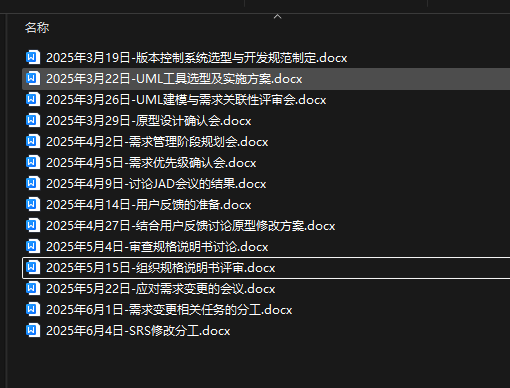 名称
2025年3月19日-版本控制系统选型与开发规范制定.docx
2025年3月22日-UML工具选型及实施方案.docx
2025年3月26日-UML建模与需求关联性评审会.docx
2025年3月29日-原型设计确认会.docx
2025年4月2日-需求管理阶段规划会.docx
2025年4月5日-需求优先级确认会.docx
2025年4月9日-讨论JAD会议的结果.docx
2025年4月14日-用户反馈的准备.docx
2025年4月27日-结合用户反馈讨论原型修改方案.docx
2025年5月4日-审查规格说明书讨论.docx
2025年5月15日-组织规格说明书评审.docx
2025年5月22日-应对需求变更的会议.docx
2025年6月1日-需求变更相关任务的分工.docx
2025年6月4日-SRS修改分工.docx